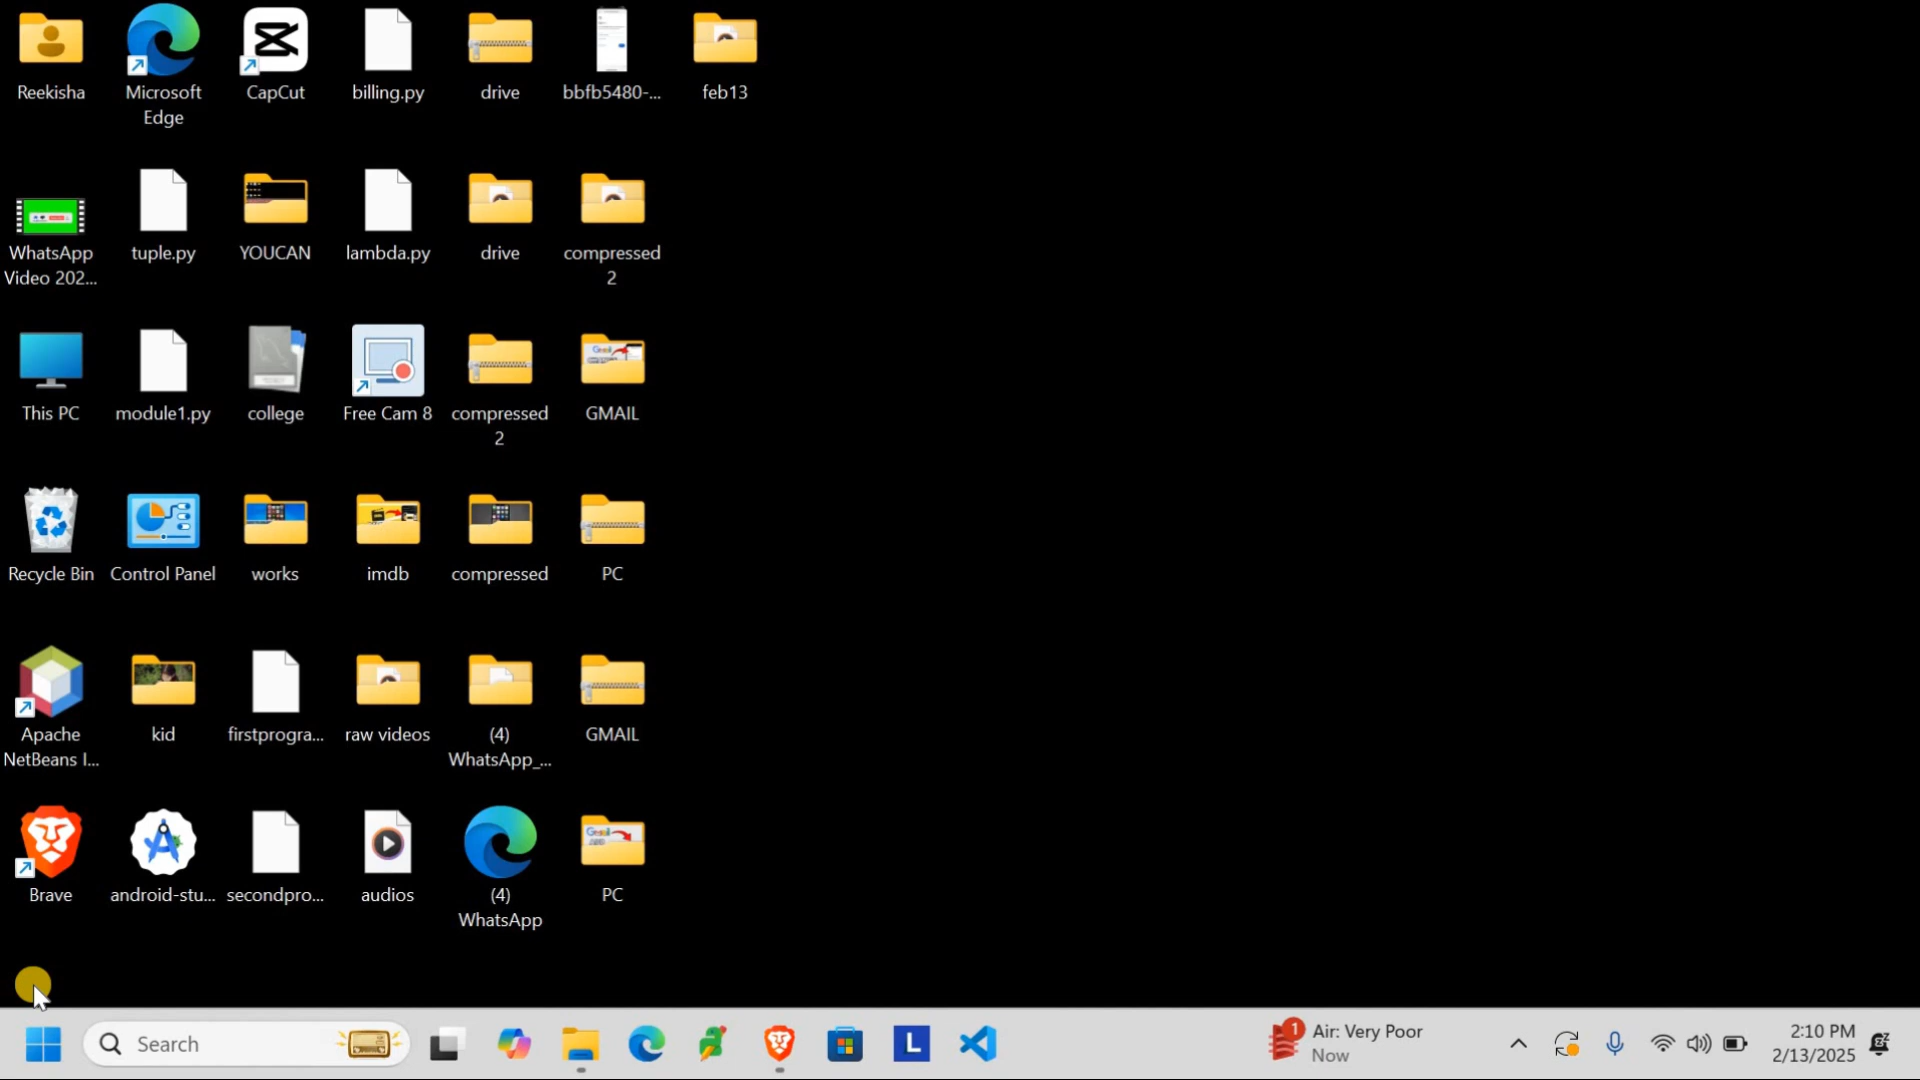 Reekisha
Microsoft
Edge
CapCut
billing.py
drive
bbfb5480-...
feb13
WhatsApp
Video 202...
tuple.py
YOUCAN
lambda.py
drive
compressed
2
This PC
module1.py
college
Free Cam 8
compressed
2
GMAIL
Recycle Bin
Control Panel
works
imdb
compressed
PC
Apache
NetBeans I...
kid
firstprogra...
raw videos
(4)
WhatsApp_...
GMAIL
Brave
android-stu...
secondpro...
audios
(4)
WhatsApp
PC
Search
L
1
Air: Very Poor
Now
2:10 PM
2/13/2025